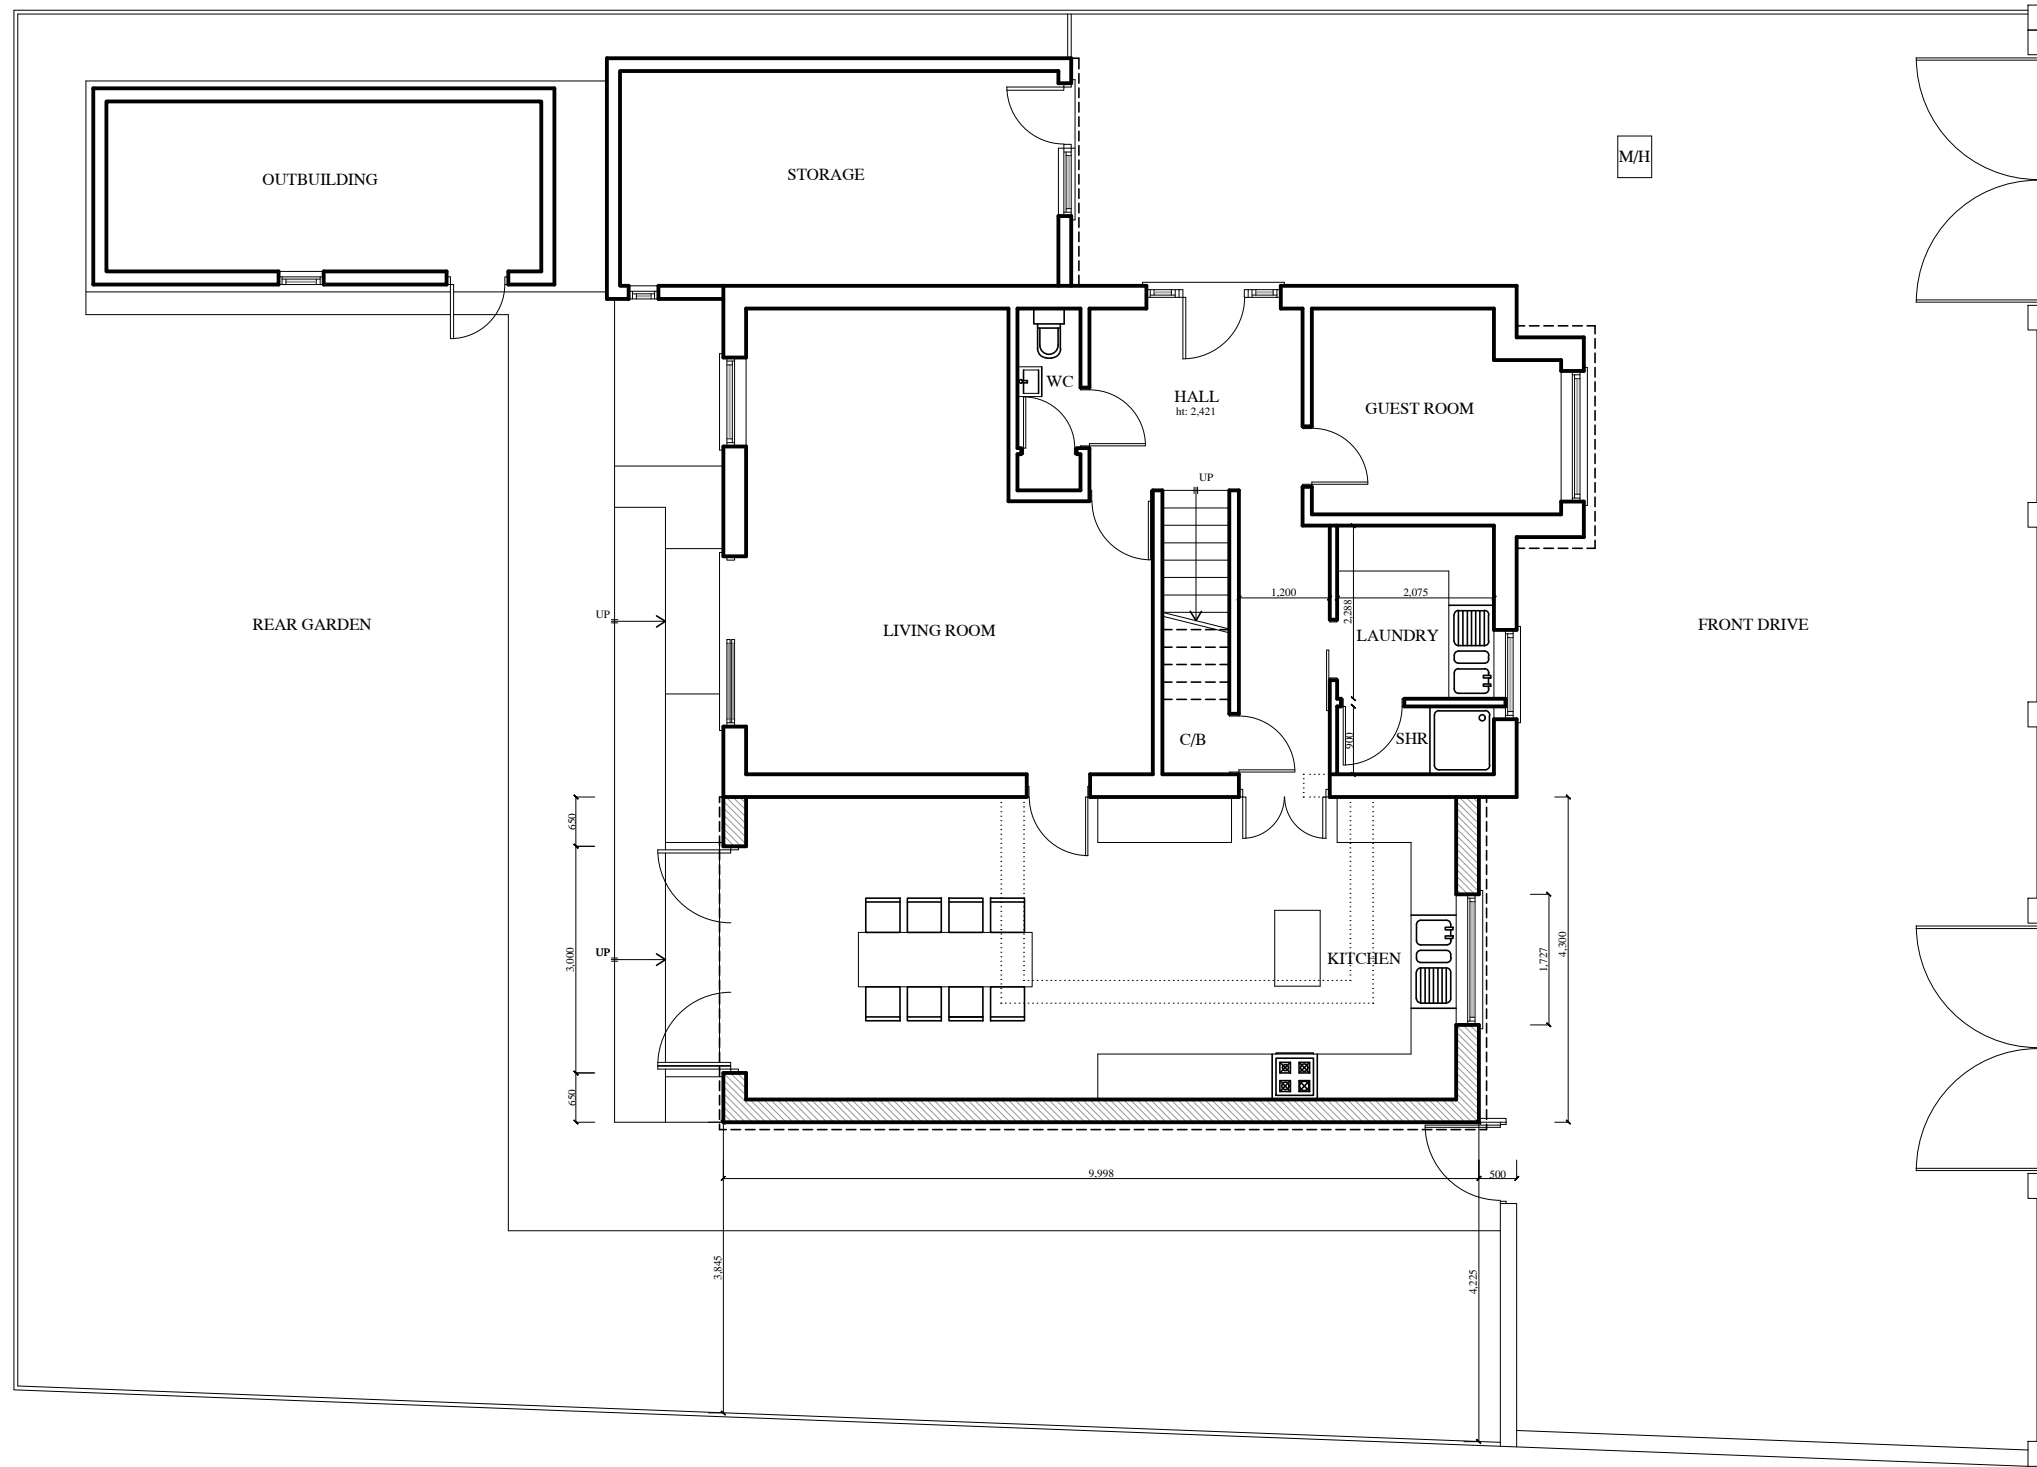 M/H
STORAGE
OUTBUILDING
WC
HALL
ht: 2,421
GUEST ROOM
UP
1,200
2,075
2,288
UP
REAR GARDEN
LIVING ROOM
LAUNDRY
FRONT DRIVE
C/B
900
SHR
650
3,000
UP
KITCHEN
1,727
4,300
650
9,998
500
3,845
4,225